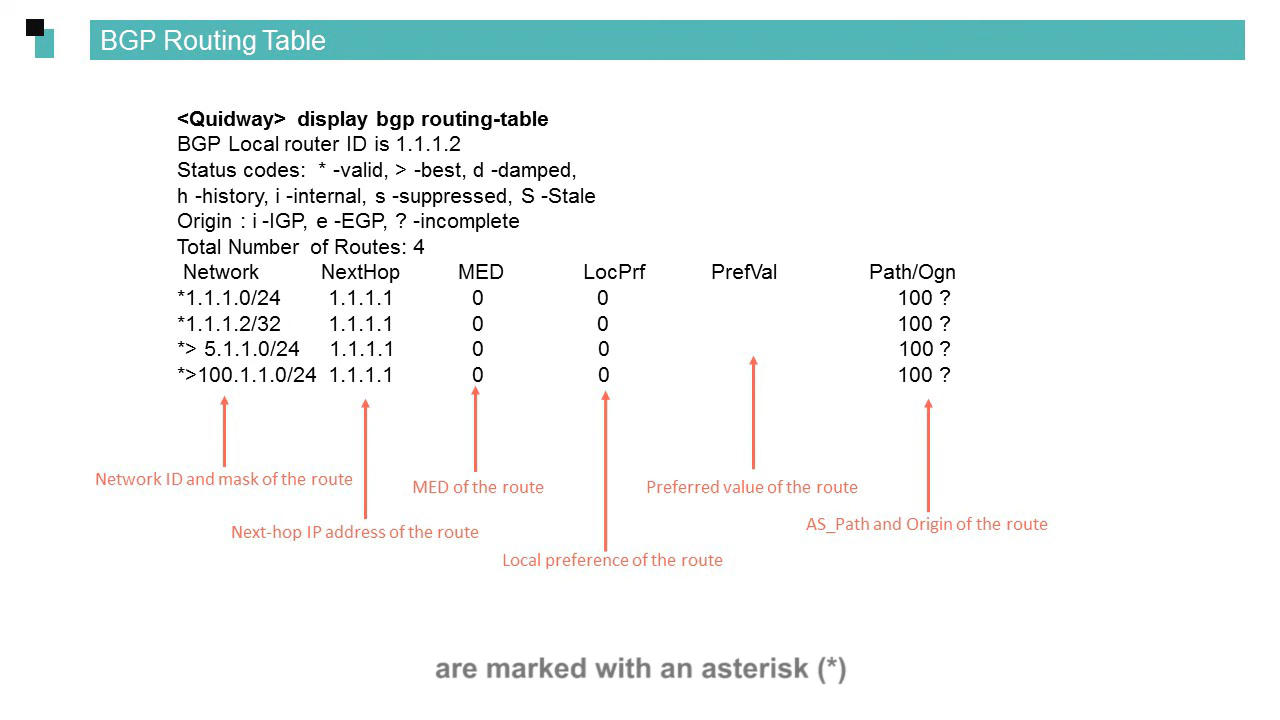 BGP Routing Table
<Quidway> display bgp routing-table
BGP Local router ID is 1.1.1.2
Status codes: * -valid, > -best, d -damped,
h -history, i -internal, s -suppressed, S -Stale
Origin : i -IGP, e -EGP, ? -incomplete
Total Number of Routes: 4
Network NextHop MED LocPrf PrefVal Path/Ogn
*1.1.1.0/24 1.1.1.1 0 0 100 ?
*1.1.1.2/32 1.1.1.1 0 0 100 ?
*> 5.1.1.0/24 1.1.1.1 0 0 100 ?
*>100.1.1.0/24 1.1.1.1 0 0 100 ?
Network ID and mask of the route
MED of the route
Preferred value of the route
AS_Path and Origin of the route
Next-hop IP address of the route
Local preference of the route
are marked with an asterisk (*)